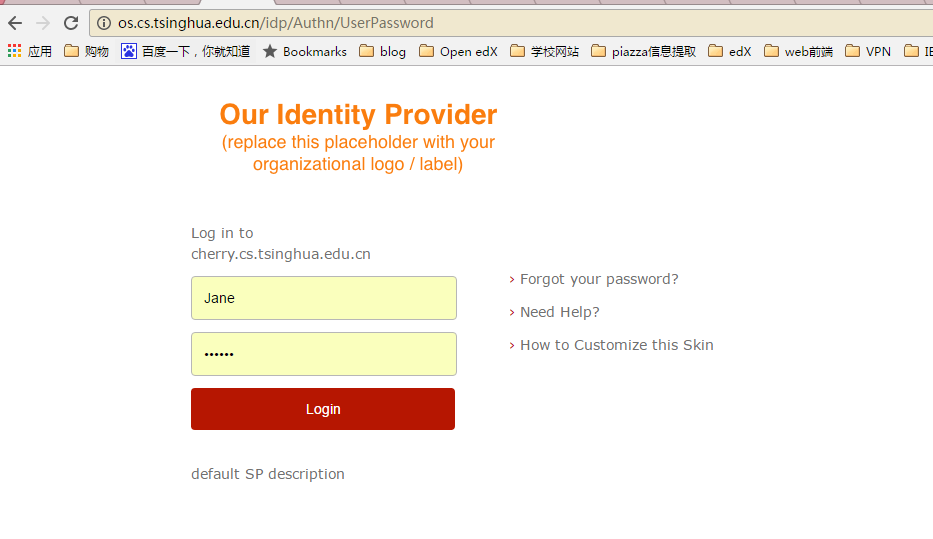 os.cs.tsinghua.edu.cn/idp/Authn/UserPassword
应用 购物 百度一下,你就知道 Bookmarks blog Open edX 学校网站 piazza信息提取 edX web前端 VPN
Our Identity Provider
(replace this placeholder with your
organizational logo / label)
Log in to
cherry.cs.tsinghua.edu.cn
Jane
••••••
Login
› Forgot your password?
› Need Help?
› How to Customize this Skin
default SP description